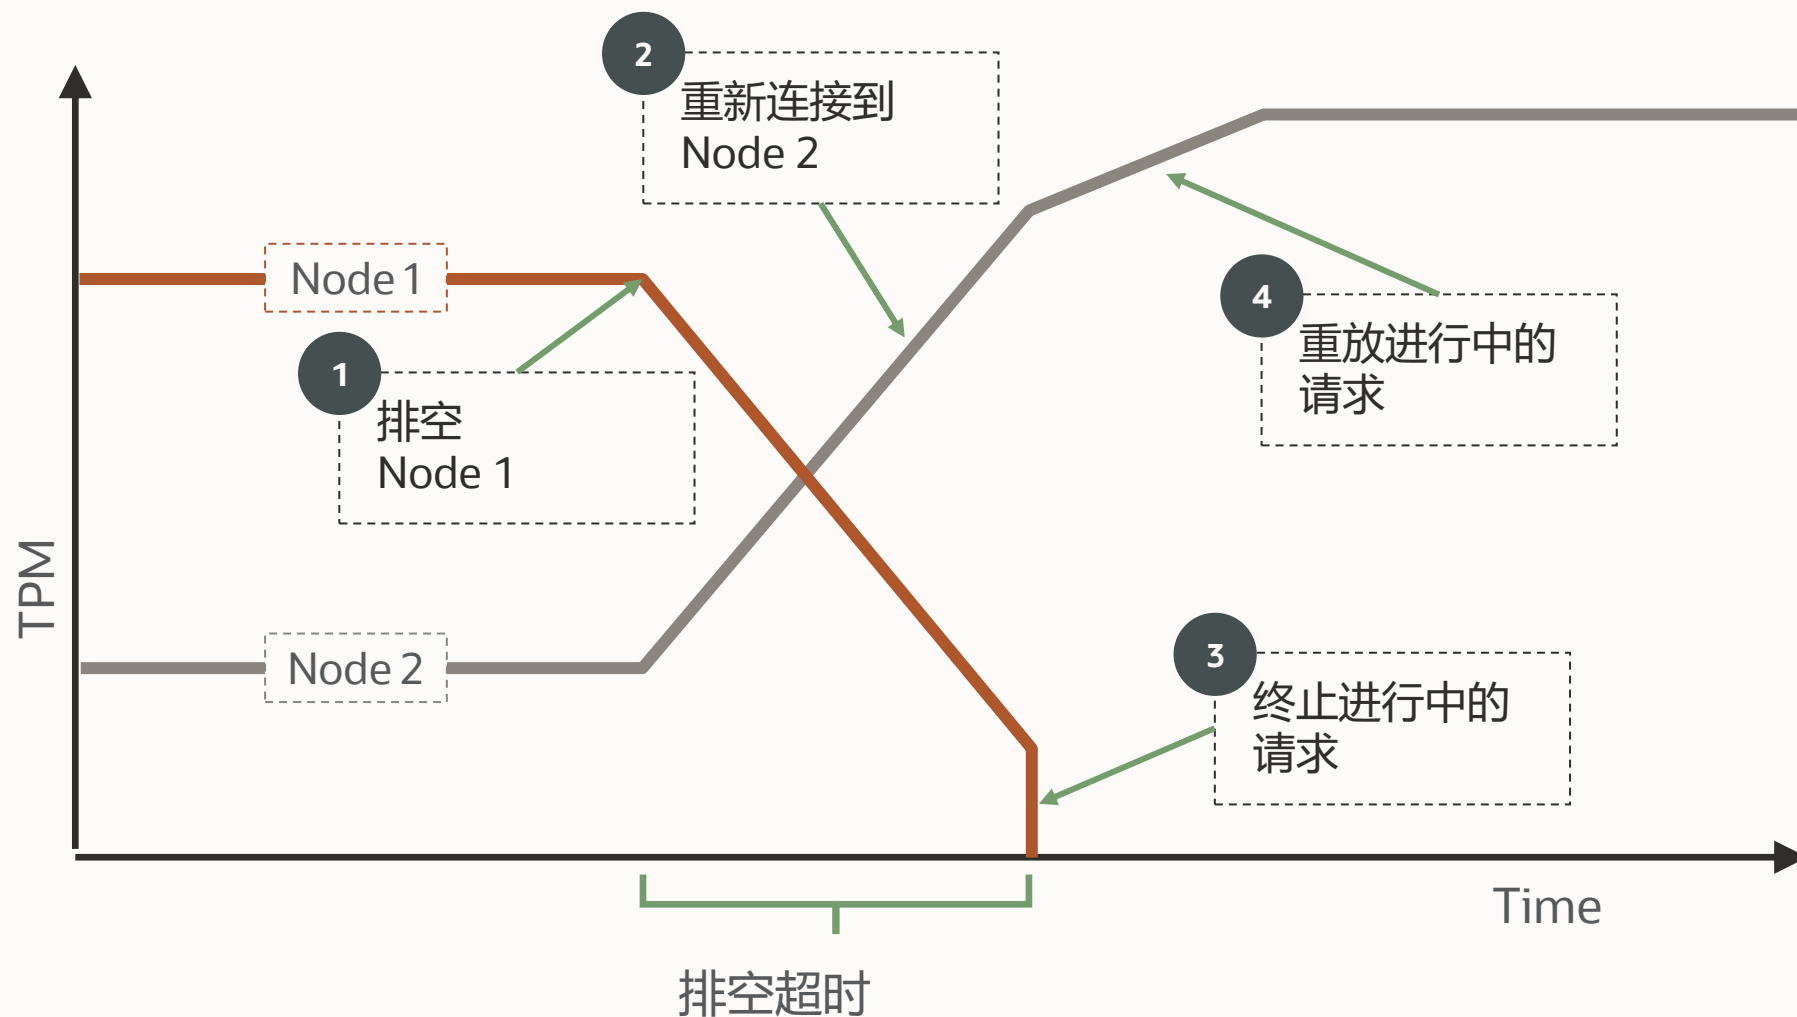 2
重新连接到
Node 2
Node 1
1
排空
Node 1
4
重放进行中的
请求
TPM
Node 2
3
终止进行中的
请求
Time
排空超时